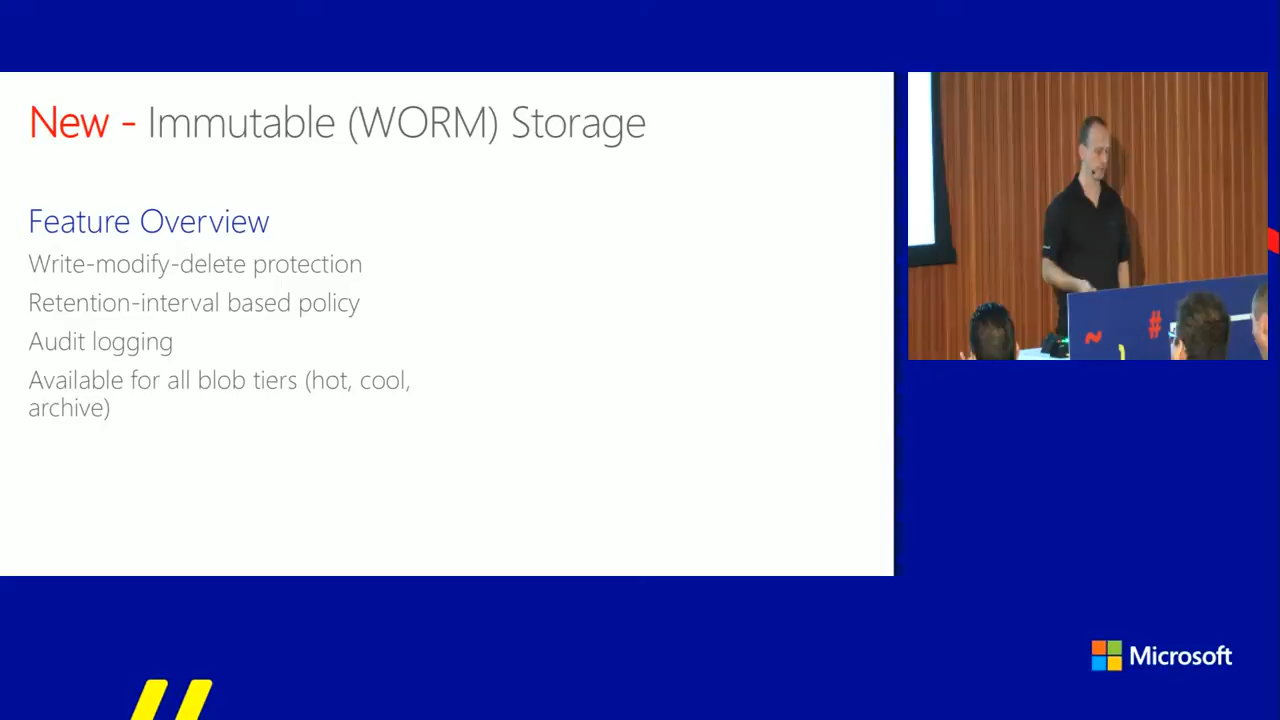 New - Immutable (WORM) Storage
Feature Overview
Write-modify-delete protection
Retention-interval based policy
Audit logging
Available for all blob tiers (hot, cool,
archive)
~
#
Microsoft
//